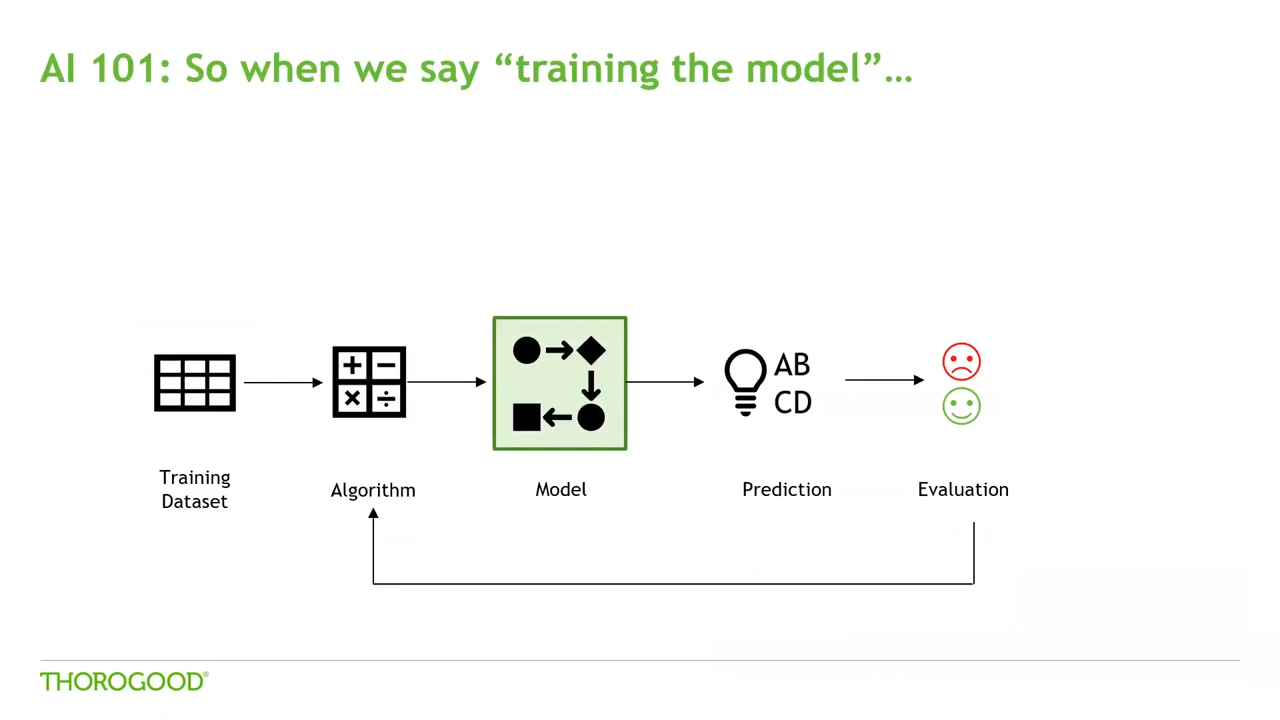 AI 101: So when we say “training the model”…
AB
CD
Training
Dataset
Algorithm
Model
Prediction
Evaluation
THOROGOOD®